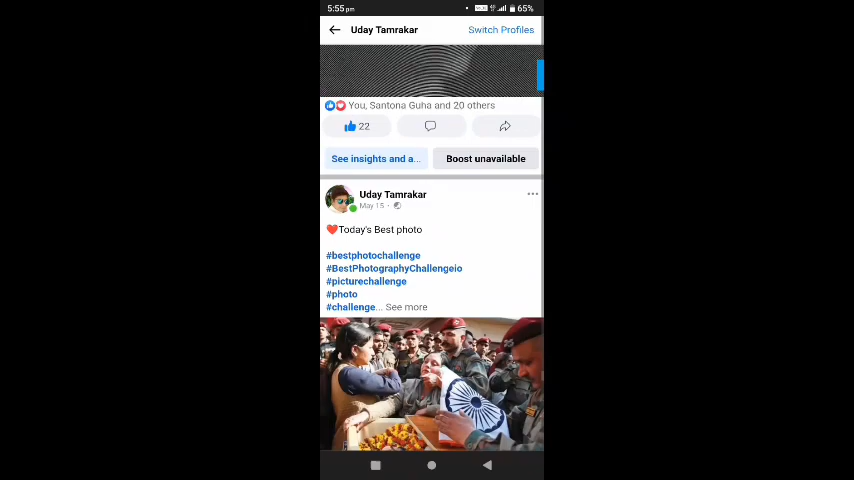 5:55 pm
65%
Uday Tamrakar
Switch Profiles
You, Santona Guha and 20 others
22
See insights and a...
Boost unavailable
Uday Tamrakar
May 15 ·
❤️Today's Best photo
#bestphotochallenge
#BestPhotographyChallengeio
#picturechallenge
#photo
#challenge... See more